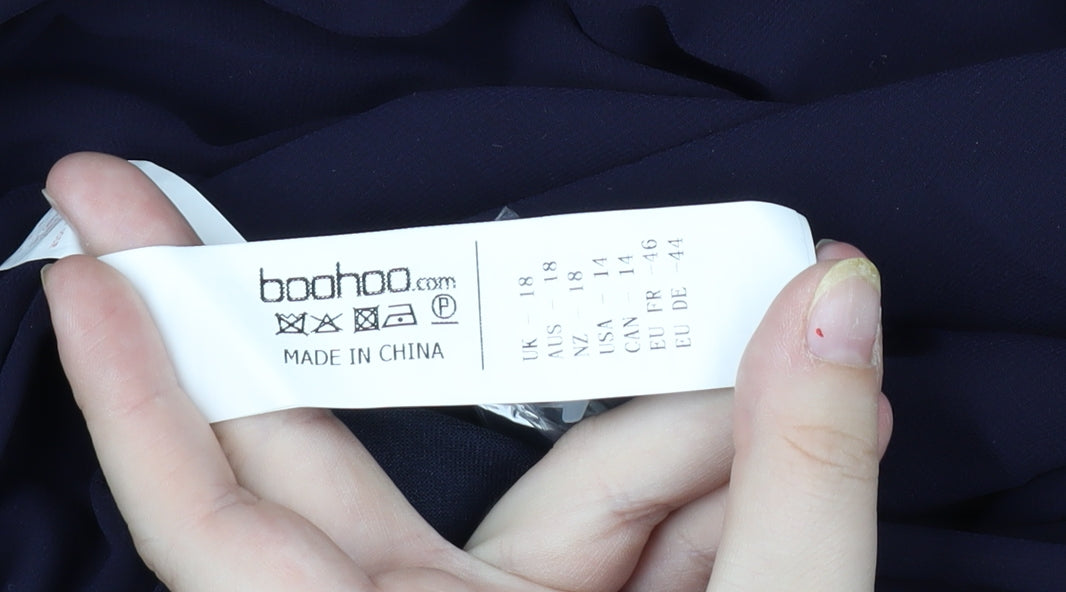 boohoo.com
P
MADE IN CHINA
UK - 18
AUS - 18
NZ - 18
USA - 14
CAN - 14
EU FR -46
EU DE -44